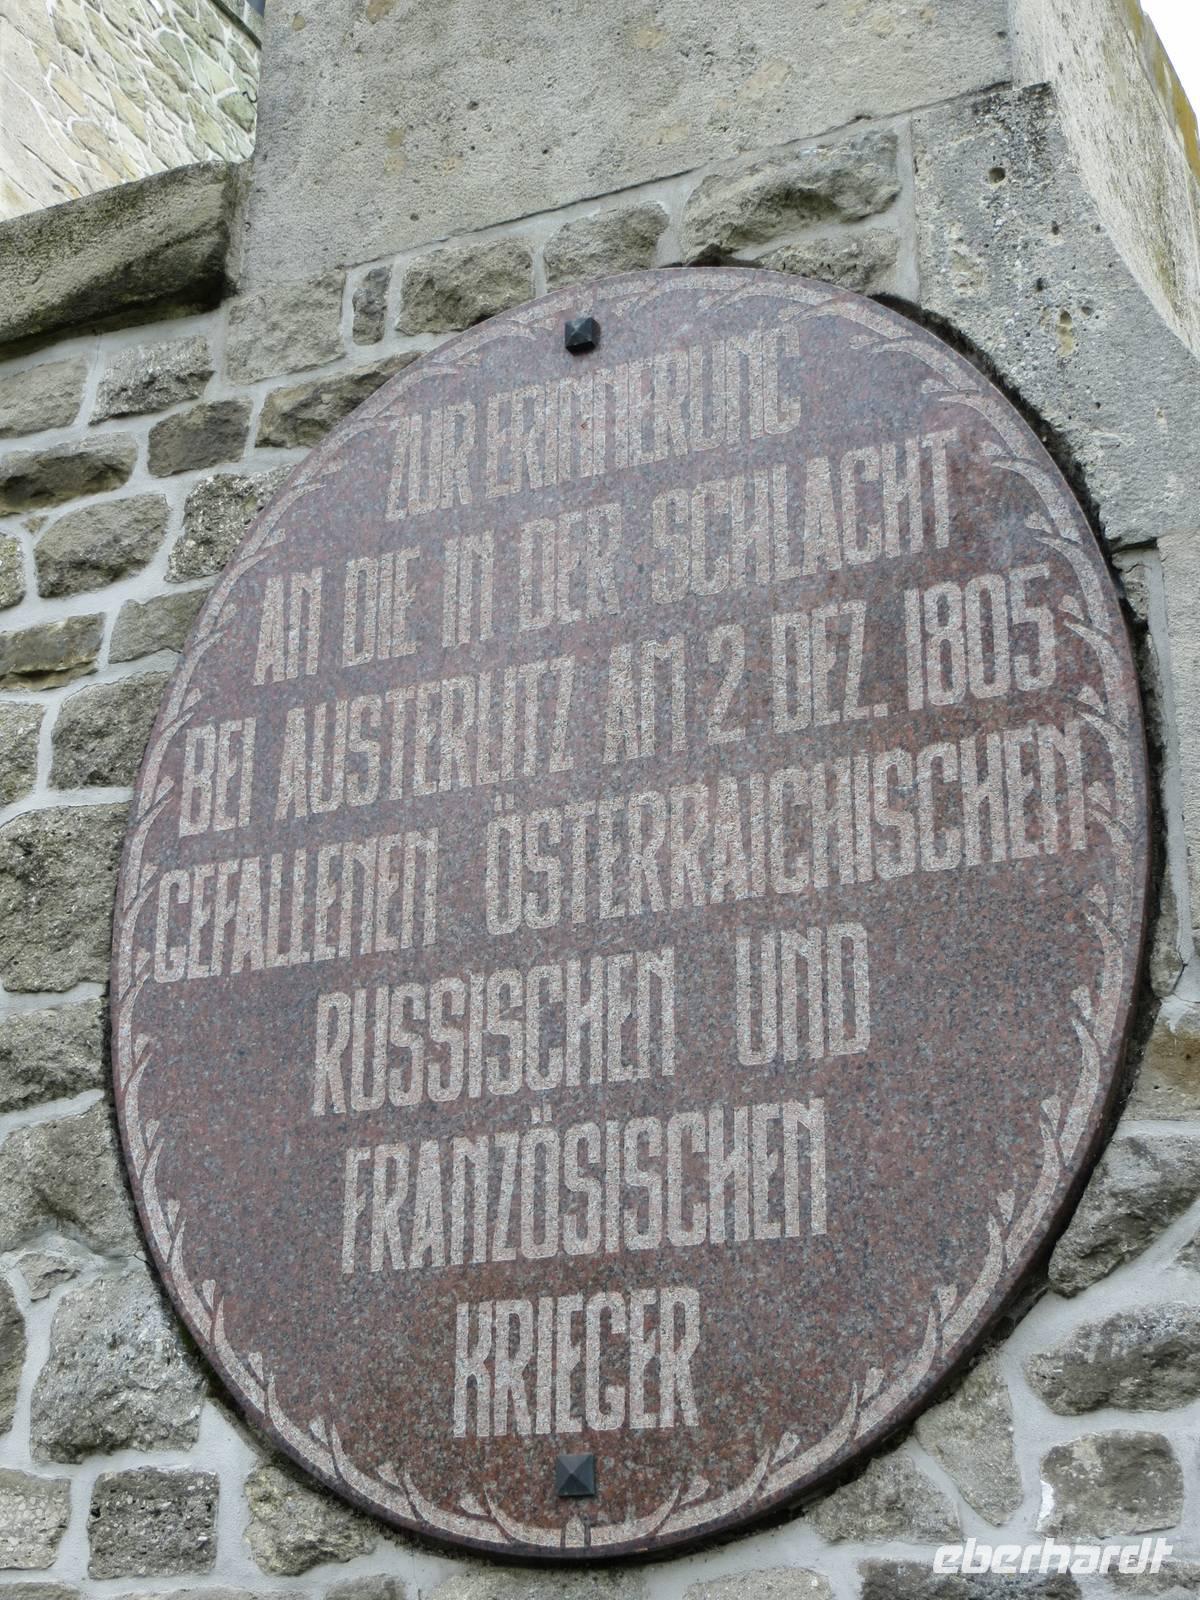 ZUR ERINNERUNG
AN DIE IN DER SCHLACHT
BEI AUSTERLITZ AM 2 DEZ. 1805
GEFALLENEN ÖSTERRAICHISCHEN
RUSSISCHEN UND
FRANZÖSISCHEN
KRIEGER
eberhardt